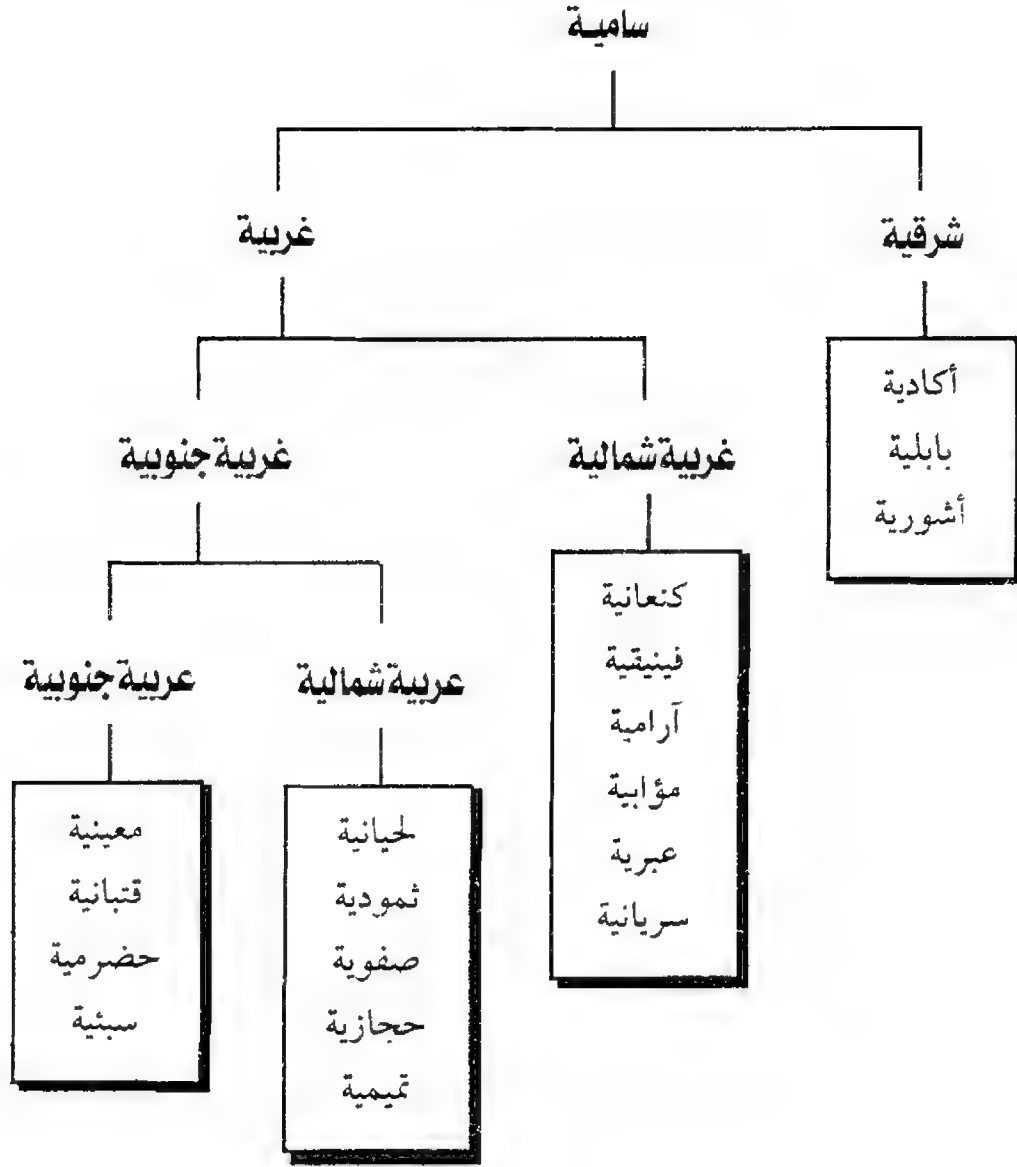 سامية
شرقية
غربية
أكادية
بابلية
أشورية
غربية شمالية
غربية جنوبية
كنعانية
فينيقية
آرامية
مؤابية
عبرية
سريانية
عربية شمالية
عربية جنوبية
لحيانية
ثمودية
صفوية
حجازية
تميمية
معينية
قتبانية
حضرمية
سبئية